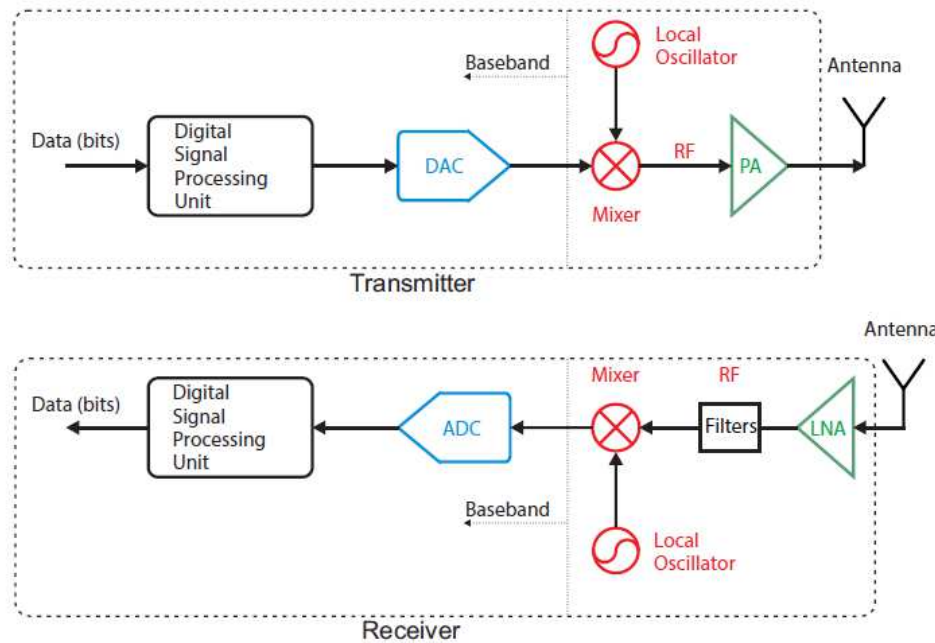 Local
Oscillator
Baseband
Antenna
Data (bits)
Digital
Signal
Processing
Unit
DAC
RF
PA
Mixer
Transmitter
Antenna
Mixer
RF
Data (bits)
Digital
Signal
Processing
Unit
ADC
Filters
LNA
Baseband
Local
Oscillator
Receiver